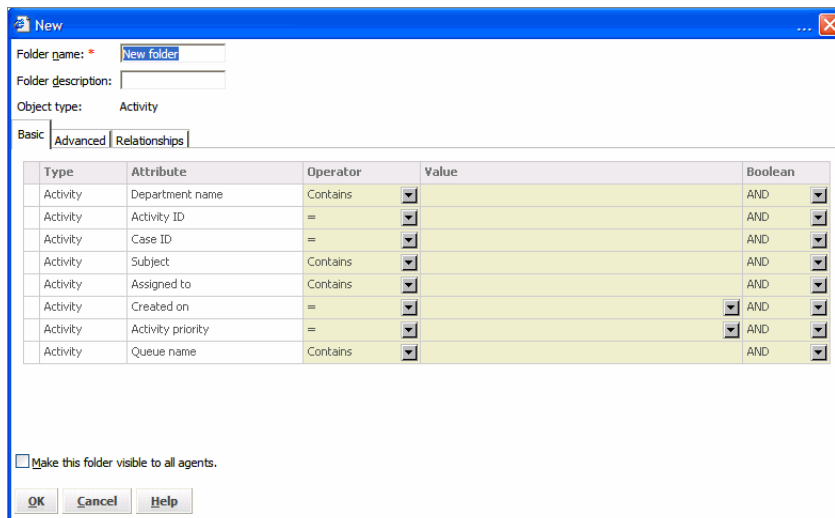 New ...
Folder name: * New folder
Folder description:
Object type: Activity
Basic Advanced Relationships
Type Attribute Operator Value Boolean
Activity Department name Contains AND
Activity Activity ID = AND
Activity Case ID = AND
Activity Subject Contains AND
Activity Assigned to Contains AND
Activity Created on = AND
Activity Activity priority = AND
Activity Queue name Contains AND
Make this folder visible to all agents.
OK Cancel Help